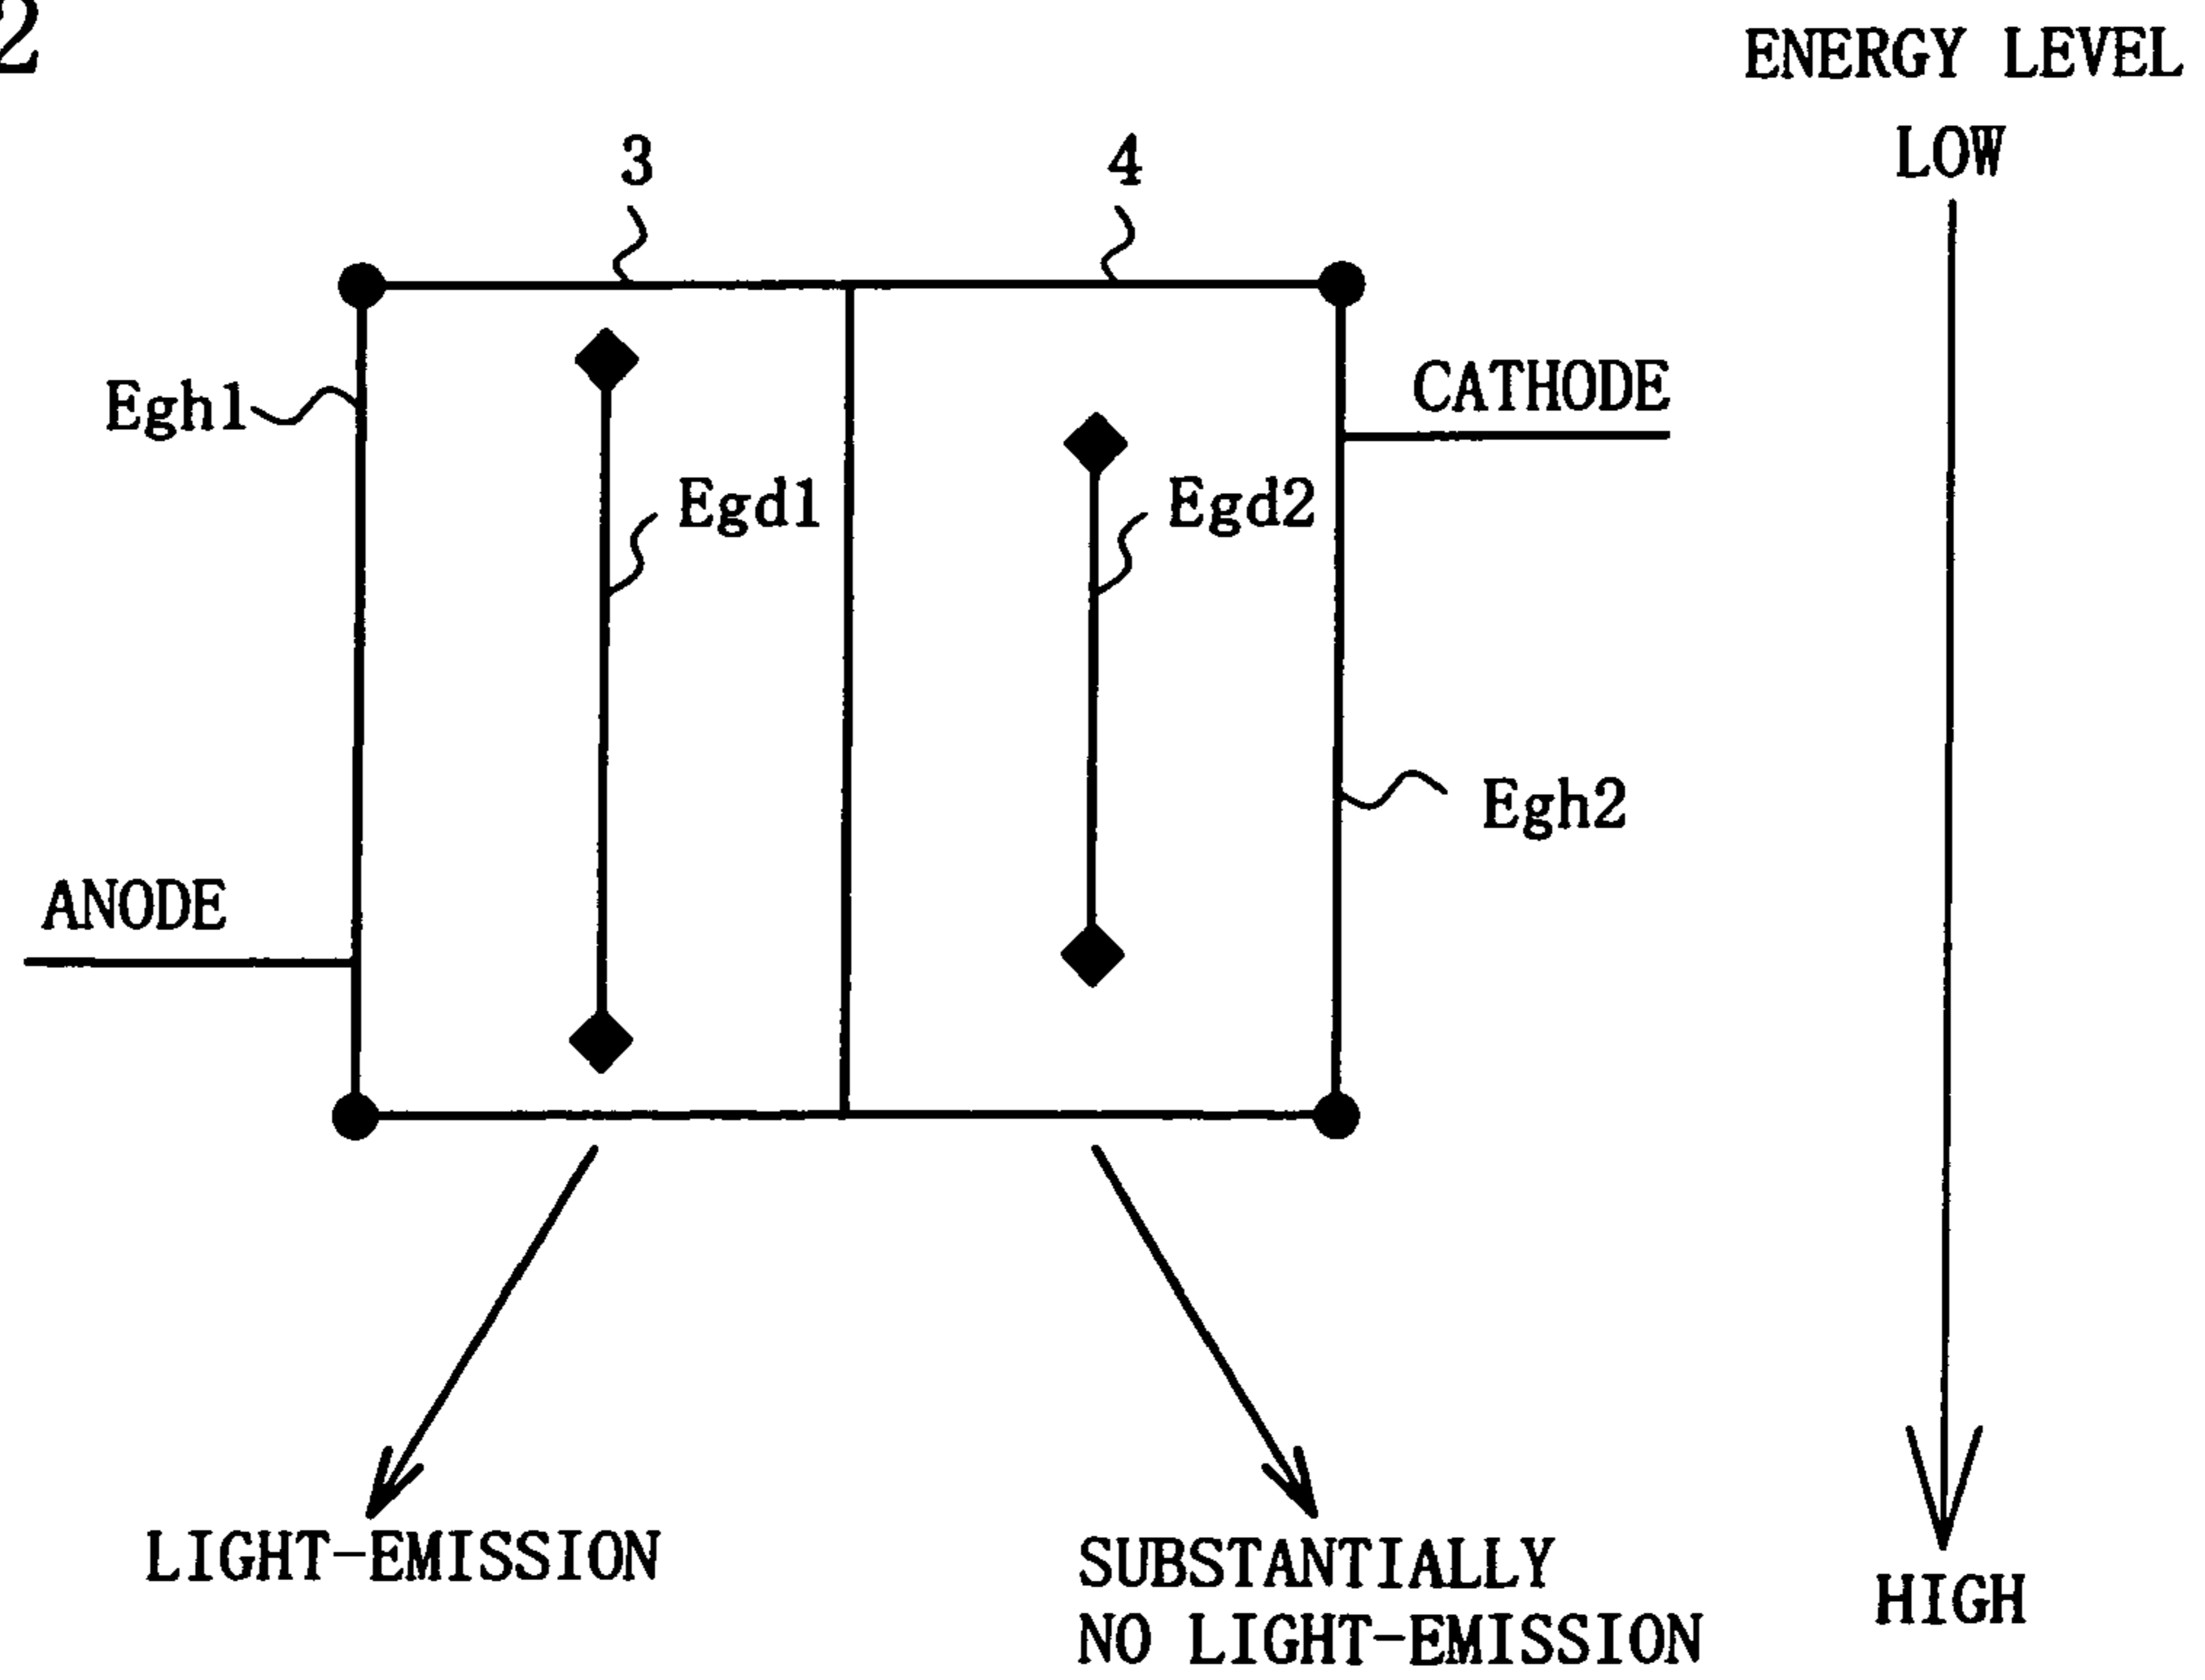 2
ENERGY LEVEL
LOW
3
4
Egh1
CATHODE
Egd1
Egd2
Egh2
ANODE
LIGHT-EMISSION
SUBSTANTIALLY
NO LIGHT-EMISSION
HIGH